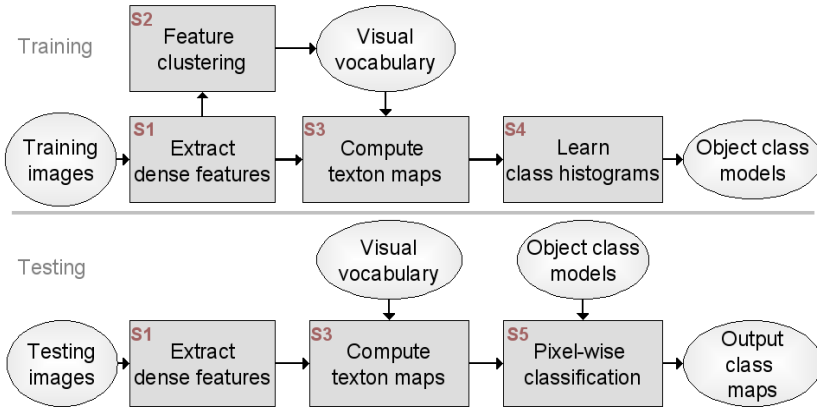 Training
S2
Feature
clustering
Visual
vocabulary
Training
images
S1
Extract
dense features
S3
Compute
texton maps
S4
Learn
class histograms
Object class
models
Testing
Visual
vocabulary
Object class
models
Testing
images
S1
Extract
dense features
S3
Compute
texton maps
S5
Pixel-wise
classification
Output
class
maps